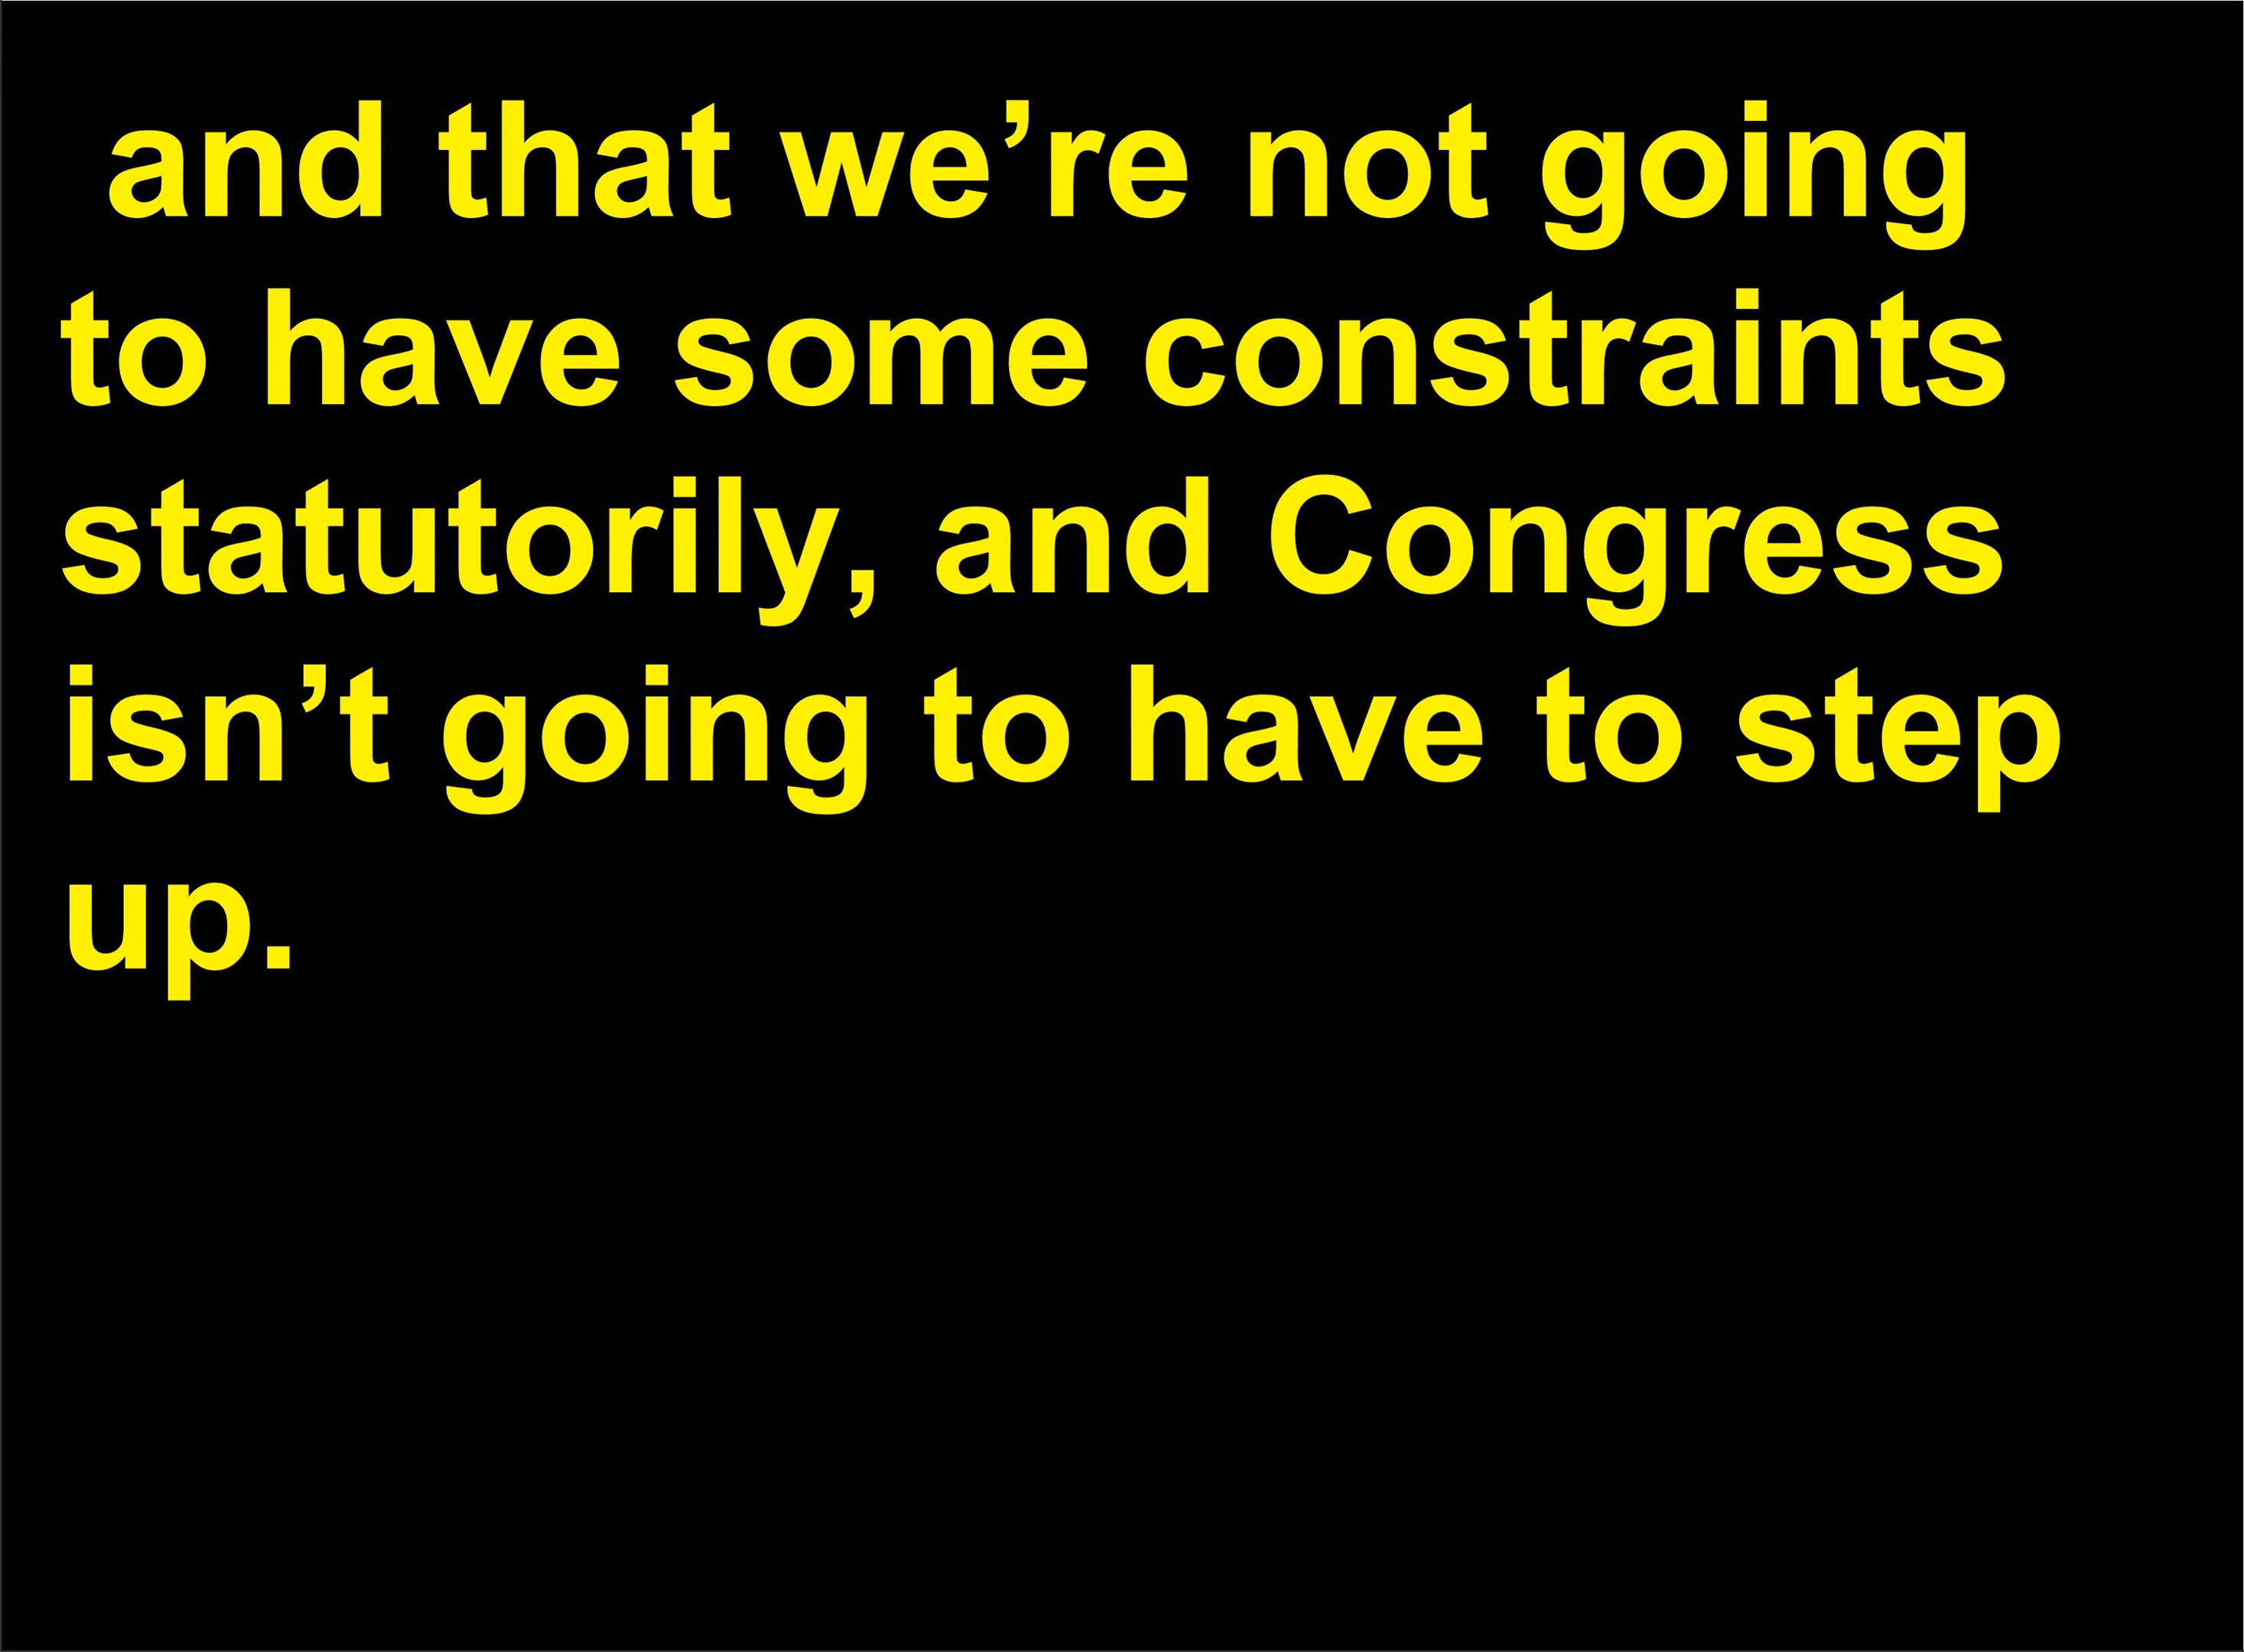 and that we’re not going
to have some constraints
statutorily, and Congress
isn’t going to have to step
up.